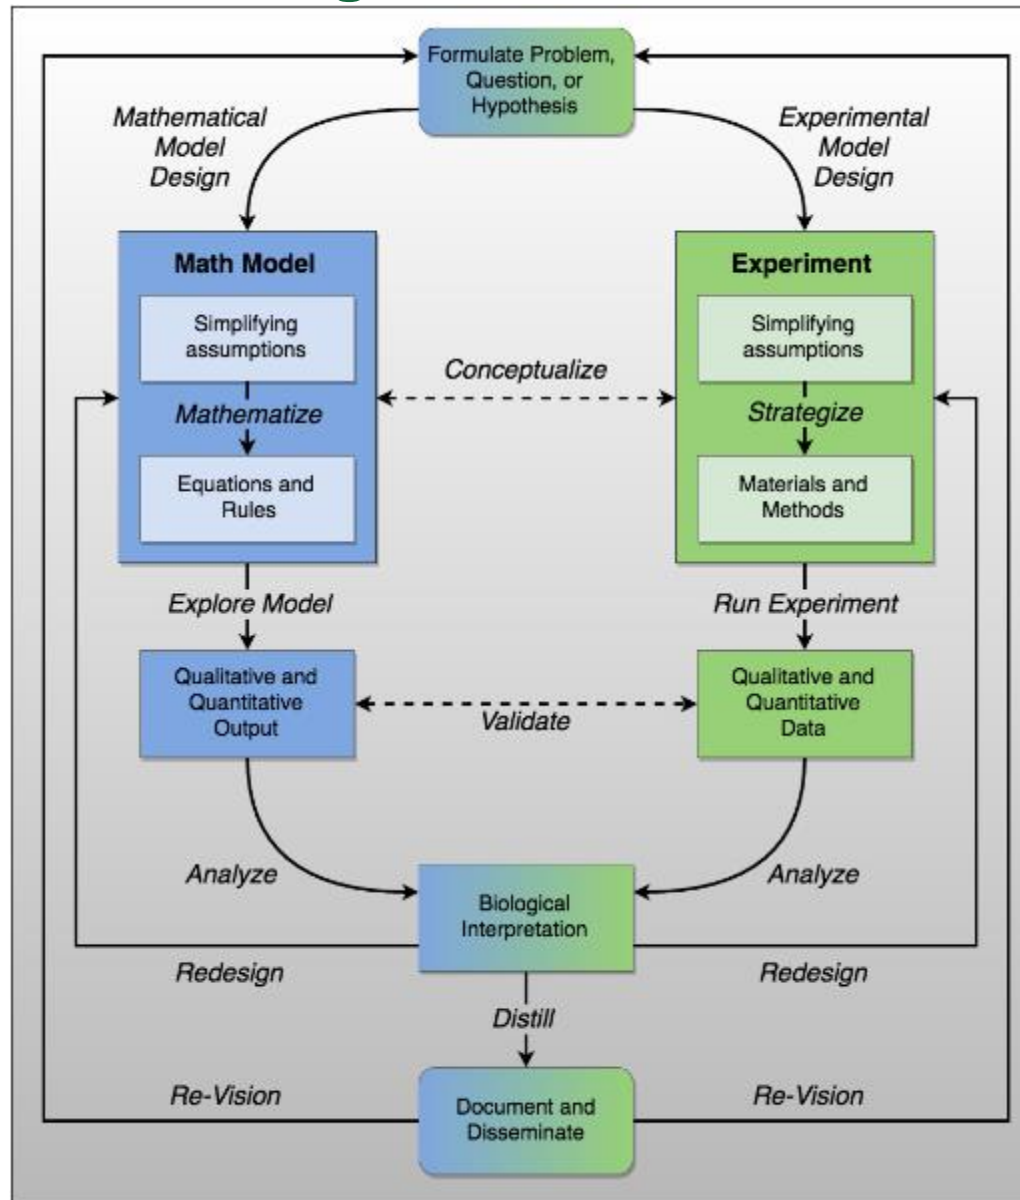 Formulate Problem,
Question, or
Hypothesis
Mathematical
Model
Design
Experimental
Model
Design
Math Model
Simplifying
assumptions
Mathematize
Equations and
Rules
Conceptualize
Experiment
Simplifying
assumptions
Strategize
Materials and
Methods
Explore Model
Run Experiment
Qualitative and
Quantitative
Output
Validate
Qualitative and
Quantitative
Data
Analyze
Analyze
Biological
Interpretation
Redesign
Redesign
Distill
Re-Vision
Re-Vision
Document and
Disseminate